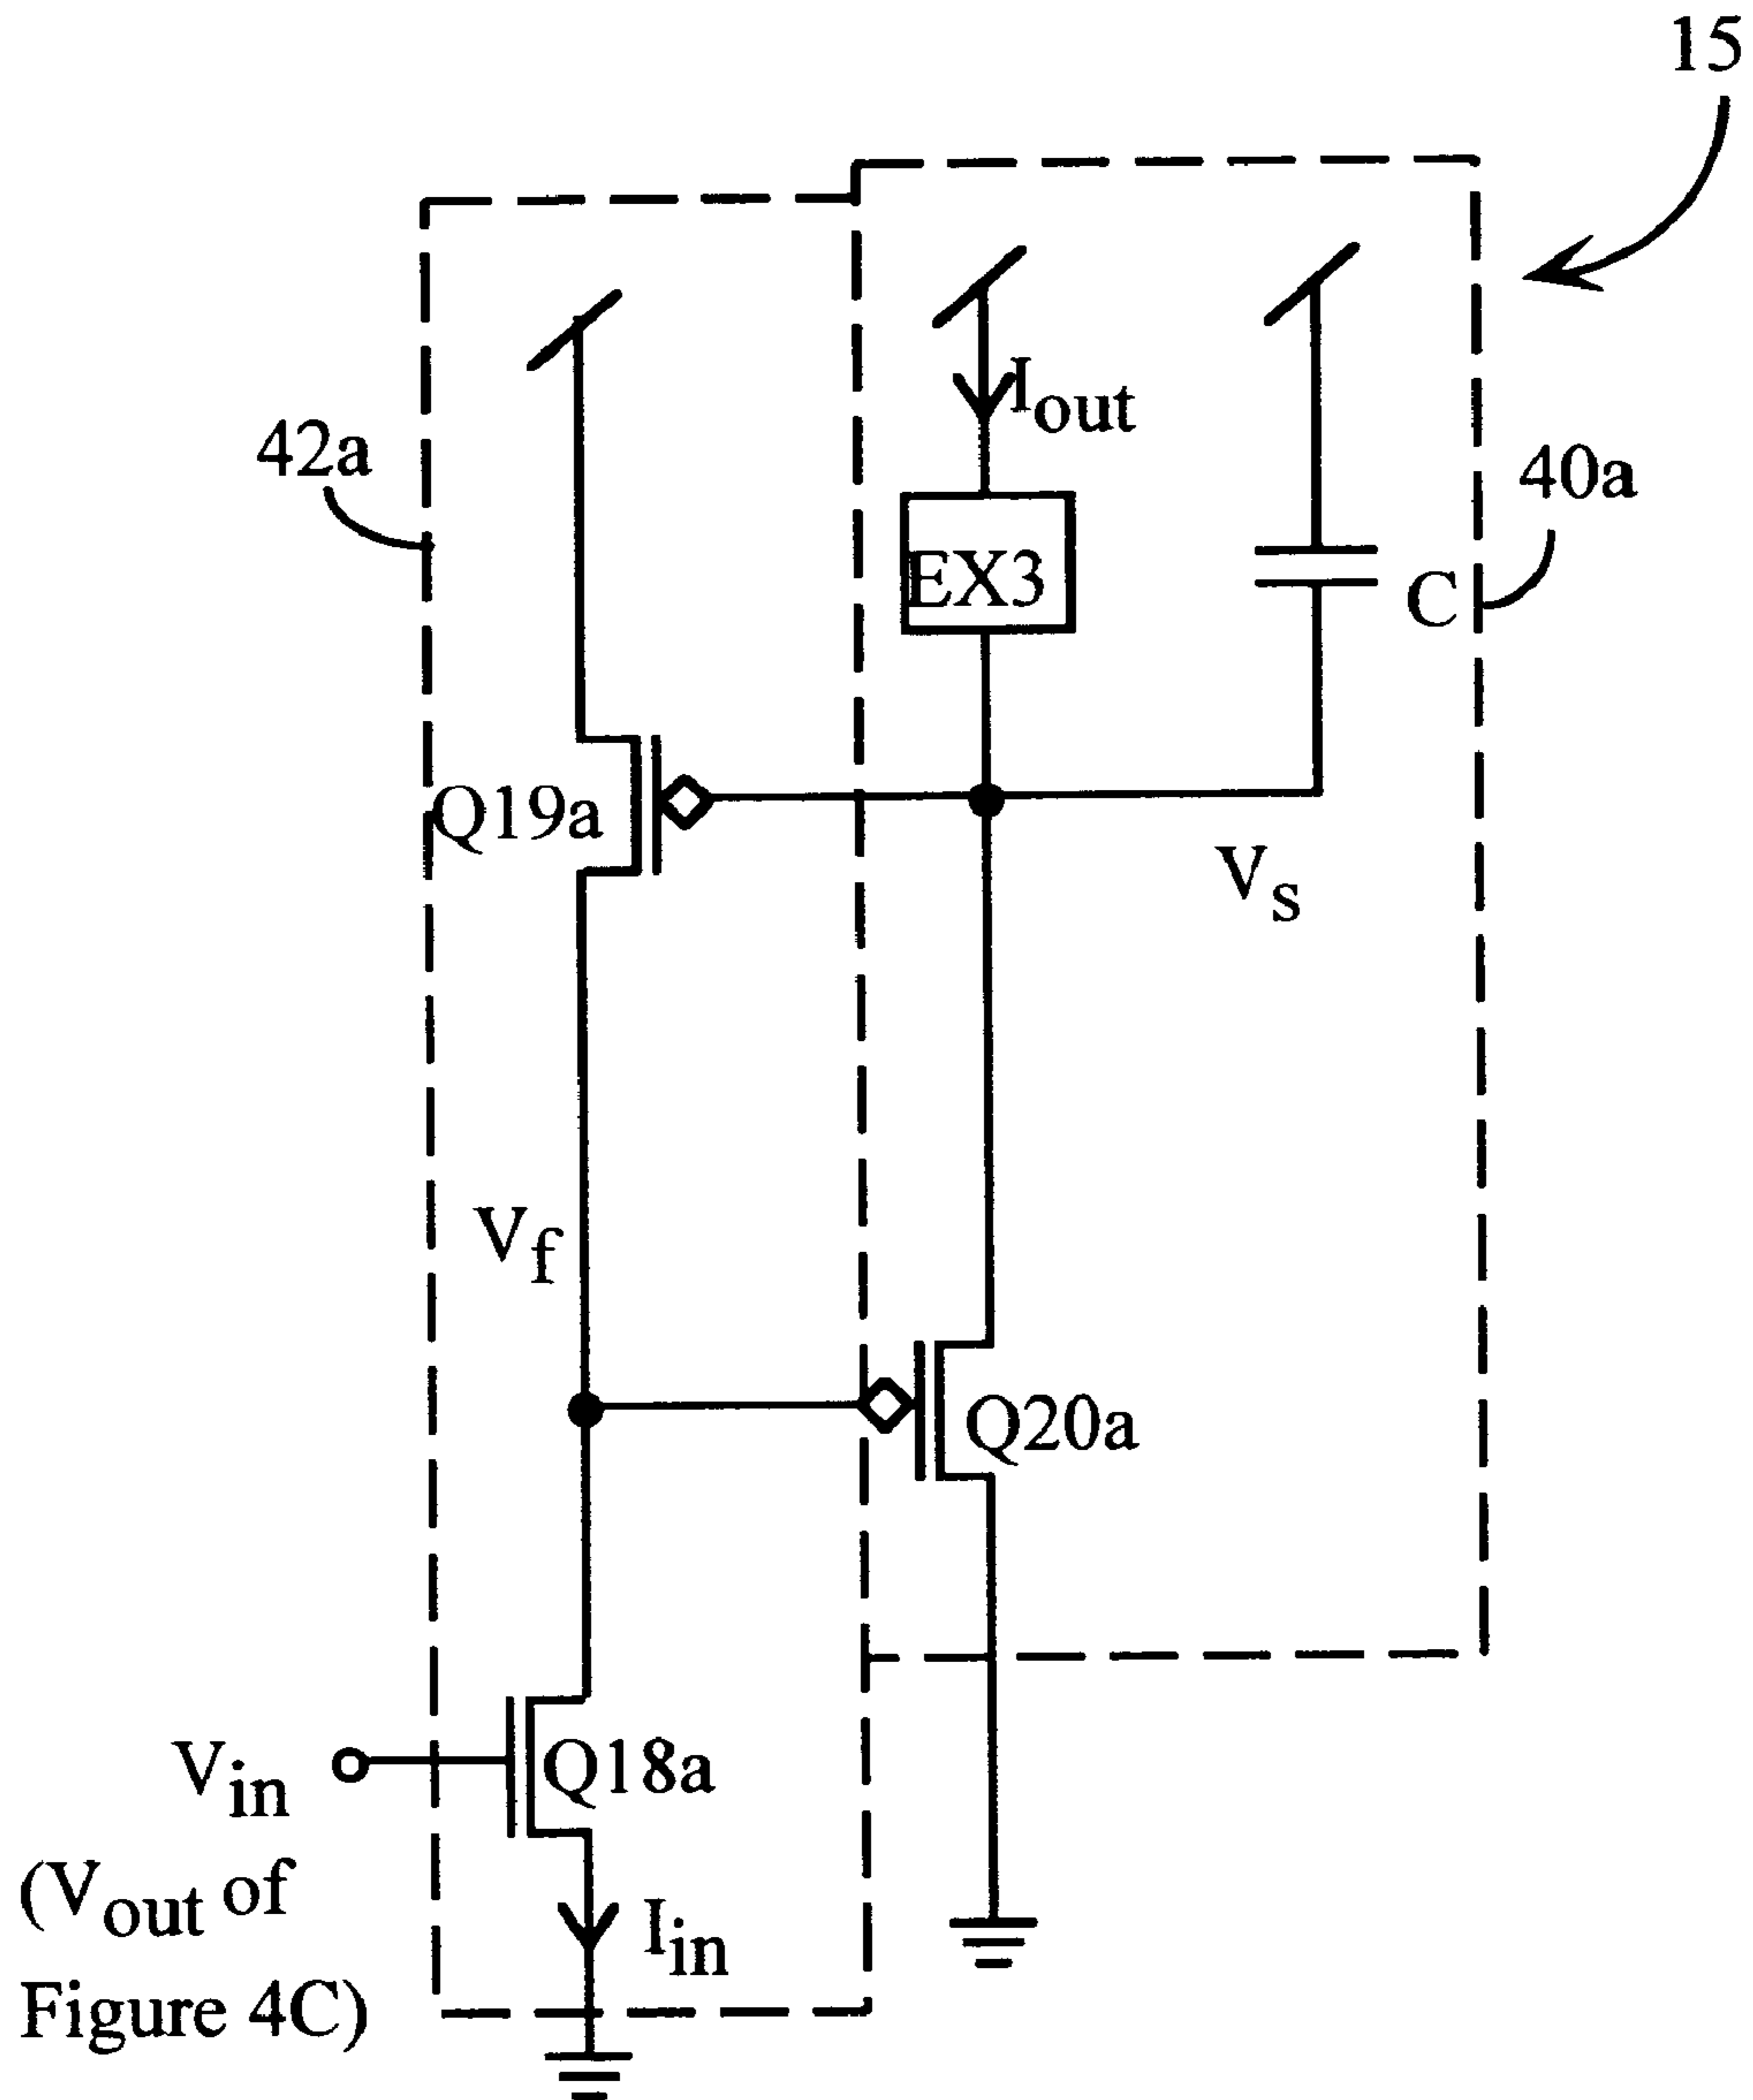 15
42a
Iout
40a
EX3
C
Q19a
Vs
Vf
Q20a
Vin
Q18a
(Vout of
Iin
Figure 4C)